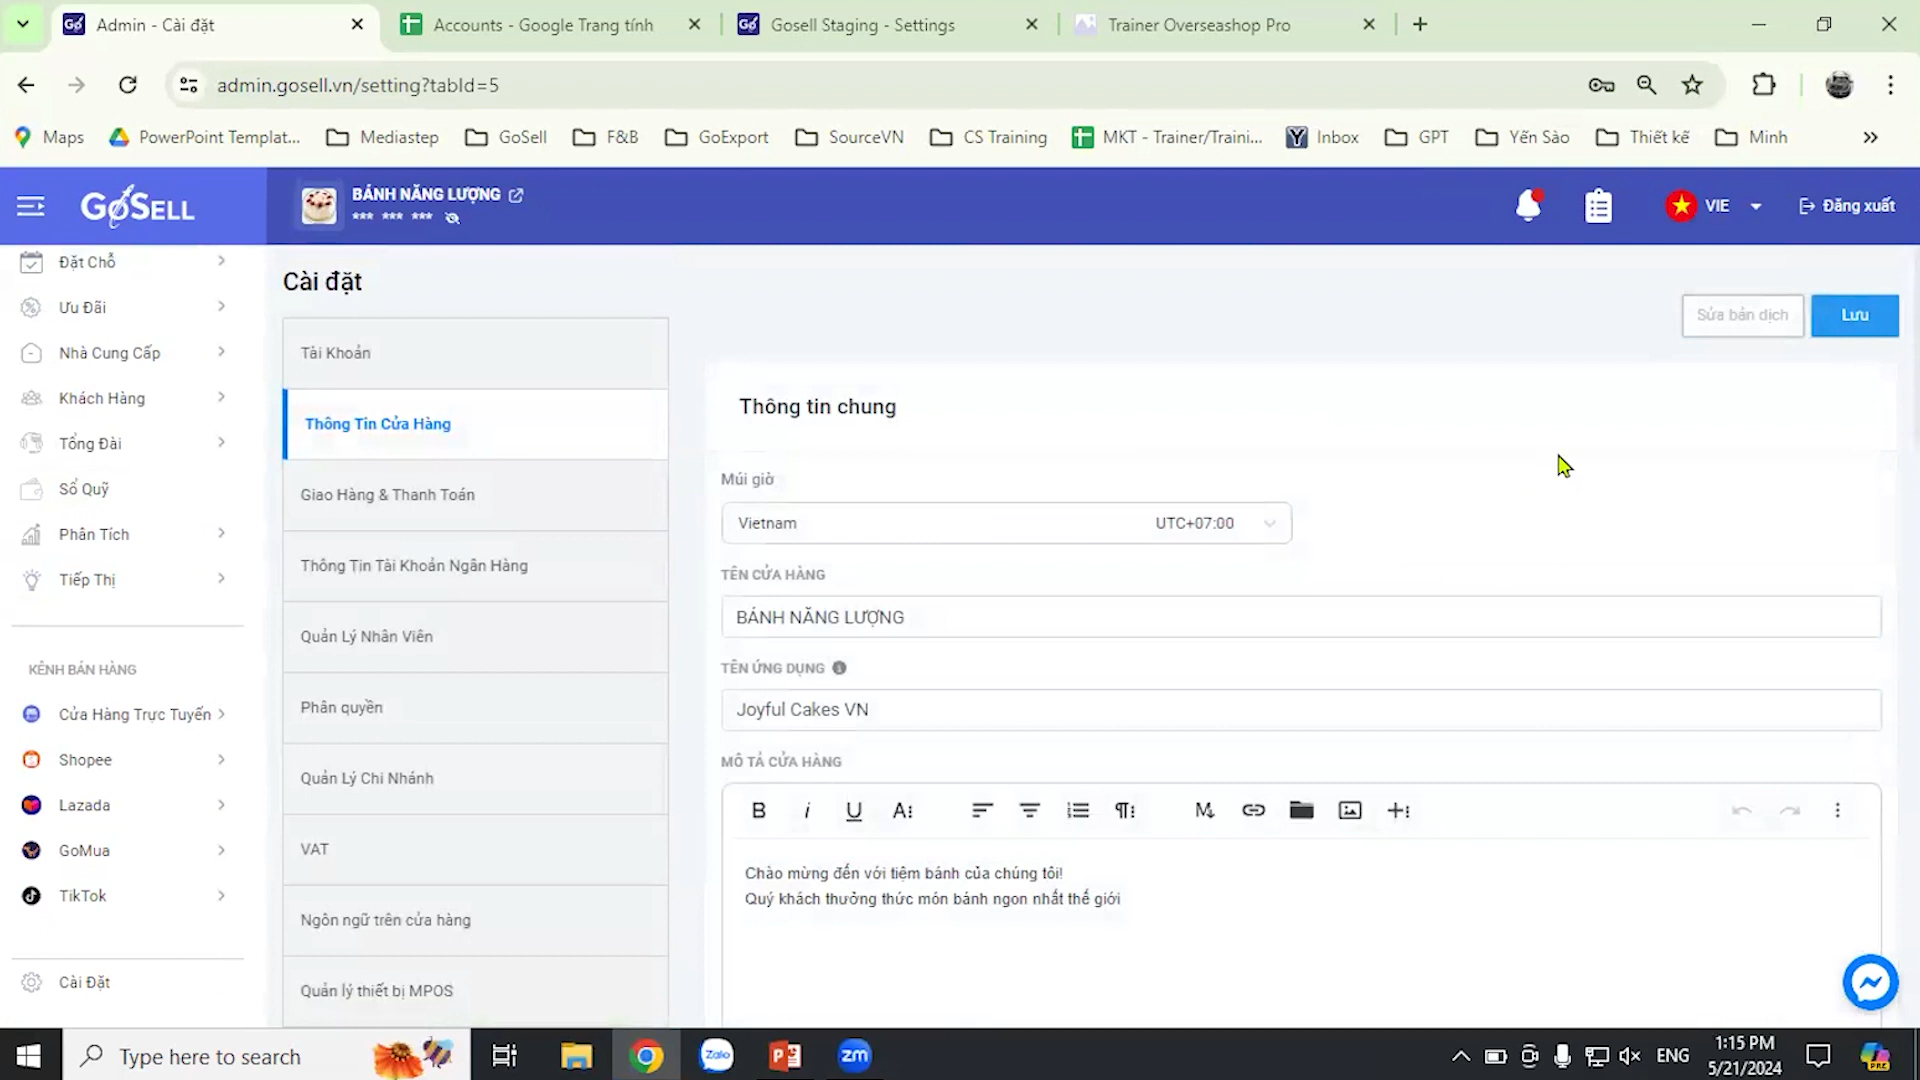 Admin - Cài đặt
Accounts - Google Trang tính
Gosell Staging - Settings
Trainer Overseashop Pro
admin.gosell.vn/setting?tabId=5
Maps
PowerPoint Templat...
Mediastep
GoSell
F&B
GoExport
SourceVN
CS Training
MKT - Trainer/Traini...
Inbox
GPT
Yến Sào
Thiết kế
Minh
GOSELL
BÁNH NĂNG LƯỢNG
*** *** ***
VIE
Đăng xuất
Đặt Chỗ
Ưu Đãi
Nhà Cung Cấp
Khách Hàng
Tổng Đài
Sổ Quỹ
Phân Tích
Tiếp Thị
KÊNH BÁN HÀNG
Cửa Hàng Trực Tuyến
Shopee
Lazada
GoMua
TikTok
Cài Đặt
Cài đặt
Tài Khoản
Thông Tin Cửa Hàng
Giao Hàng & Thanh Toán
Thông Tin Tài Khoản Ngân Hàng
Quản Lý Nhân Viên
Phân quyền
Quản Lý Chi Nhánh
VAT
Ngôn ngữ trên cửa hàng
Quản lý thiết bị MPOS
Sửa bản dịch
Lưu
Thông tin chung
Múi giờ
Vietnam
UTC+07:00
TÊN CỬA HÀNG
BÁNH NĂNG LƯỢNG
TÊN ỨNG DỤNG
Joyful Cakes VN
MÔ TẢ CỬA HÀNG
Chào mừng đến với tiệm bánh của chúng tôi!
Quý khách thưởng thức món bánh ngon nhất thế giới
Type here to search
Zalo
zm
ENG
1:15 PM
5/21/2024
PRE